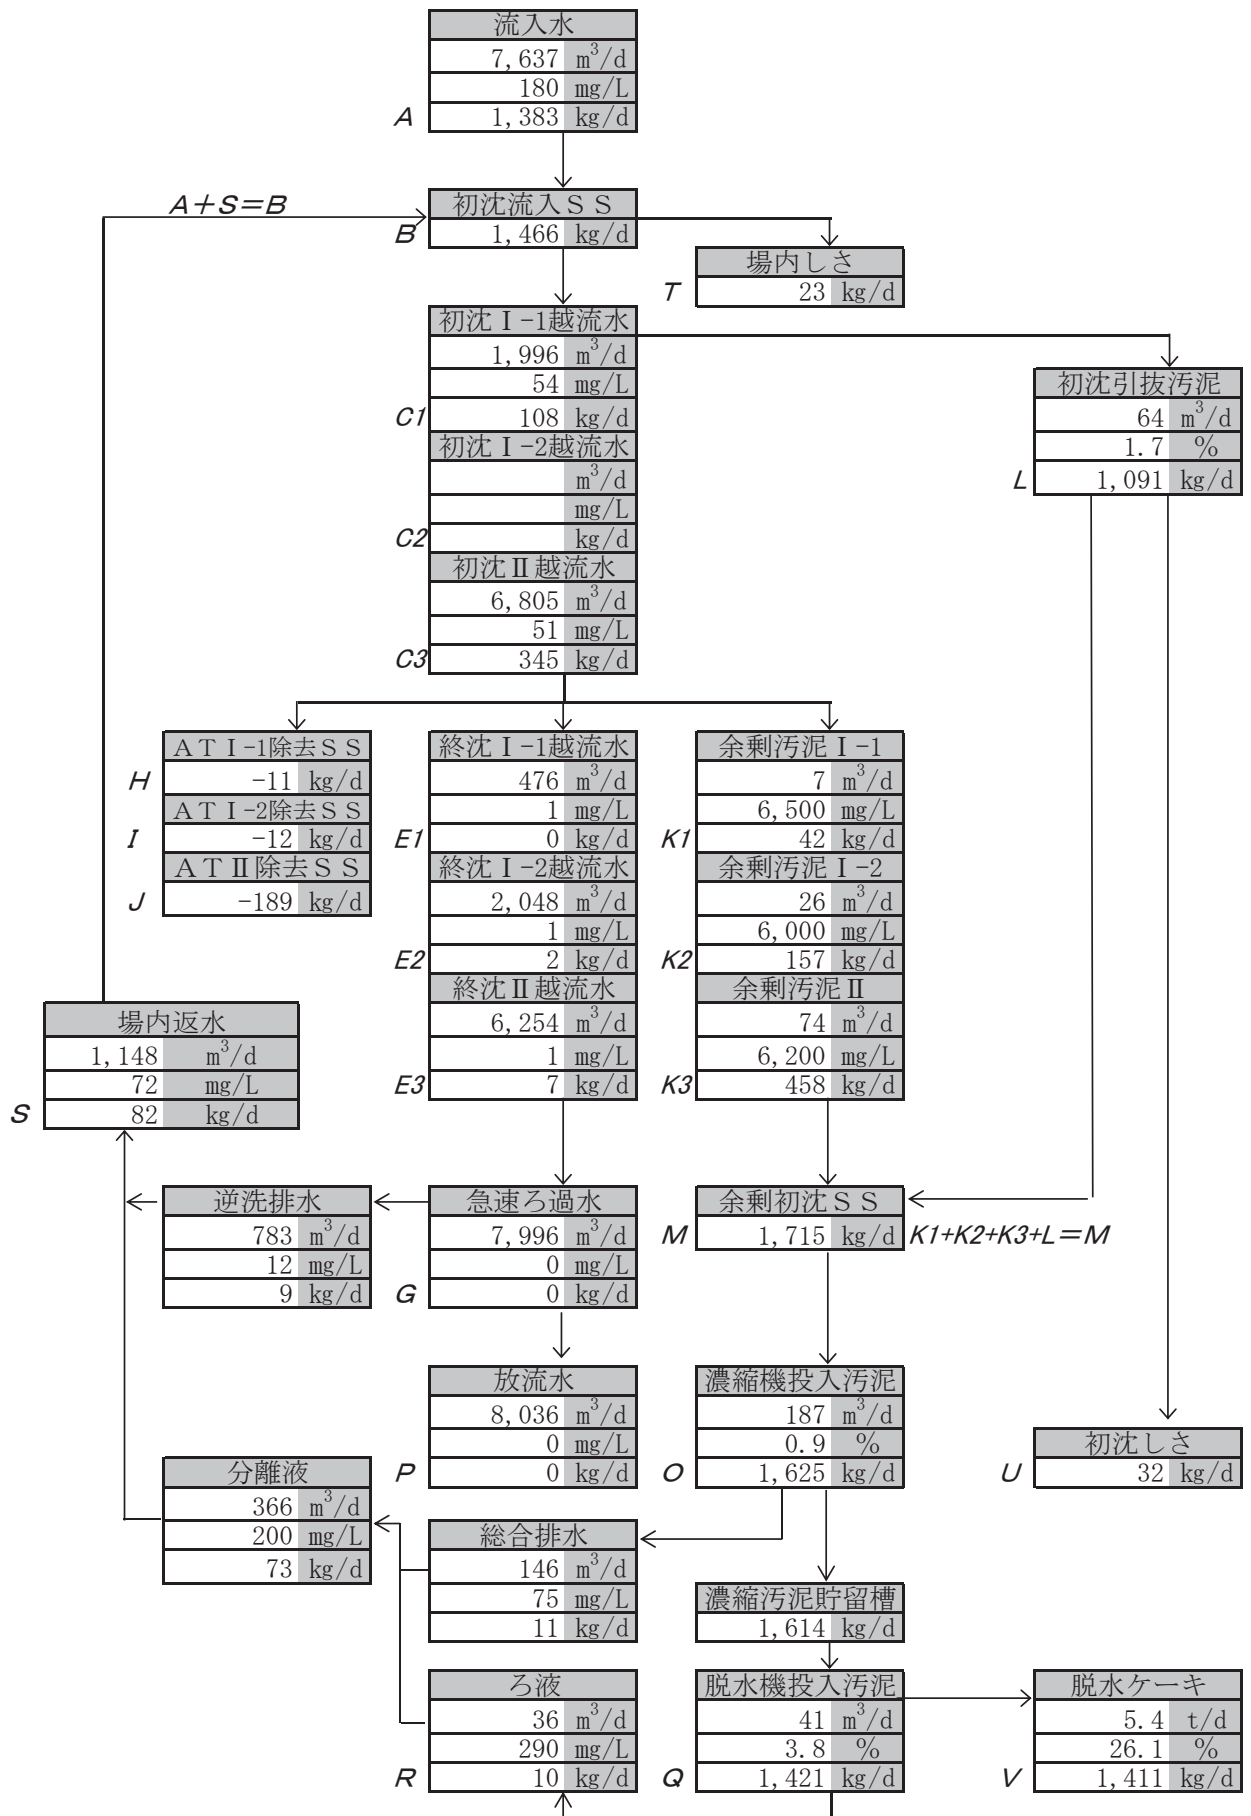 流入水
7,637 m³/d
180 mg/L
A 1,383 kg/d
A＋S＝B
初沈流入ＳＳ
B 1,466 kg/d
場内しさ
T 23 kg/d
初沈Ⅰ-1越流水
1,996 m³/d
54 mg/L
C1 108 kg/d
初沈Ⅰ-2越流水
m³/d
mg/L
C2 kg/d
初沈Ⅱ越流水
6,805 m³/d
51 mg/L
C3 345 kg/d
初沈引抜汚泥
64 m³/d
1.7 %
L 1,091 kg/d
ＡＴⅠ-1除去ＳＳ
H -11 kg/d
ＡＴⅠ-2除去ＳＳ
I -12 kg/d
ＡＴⅡ除去ＳＳ
J -189 kg/d
終沈Ⅰ-1越流水
476 m³/d
1 mg/L
E1 0 kg/d
終沈Ⅰ-2越流水
2,048 m³/d
1 mg/L
E2 2 kg/d
終沈Ⅱ越流水
6,254 m³/d
1 mg/L
E3 7 kg/d
余剰汚泥Ⅰ-1
7 m³/d
6,500 mg/L
K1 42 kg/d
余剰汚泥Ⅰ-2
26 m³/d
6,000 mg/L
K2 157 kg/d
余剰汚泥Ⅱ
74 m³/d
6,200 mg/L
K3 458 kg/d
場内返水
1,148 m³/d
72 mg/L
S 82 kg/d
逆洗排水
783 m³/d
12 mg/L
9 kg/d
急速ろ過水
7,996 m³/d
0 mg/L
G 0 kg/d
余剰初沈ＳＳ
M 1,715 kg/d K1+K2+K3+L＝M
放流水
8,036 m³/d
0 mg/L
P 0 kg/d
濃縮機投入汚泥
187 m³/d
0.9 %
O 1,625 kg/d
初沈しさ
U 32 kg/d
分離液
366 m³/d
200 mg/L
73 kg/d
総合排水
146 m³/d
75 mg/L
11 kg/d
濃縮汚泥貯留槽
1,614 kg/d
ろ液
36 m³/d
290 mg/L
R 10 kg/d
脱水機投入汚泥
41 m³/d
3.8 %
Q 1,421 kg/d
脱水ケーキ
5.4 t/d
26.1 %
V 1,411 kg/d